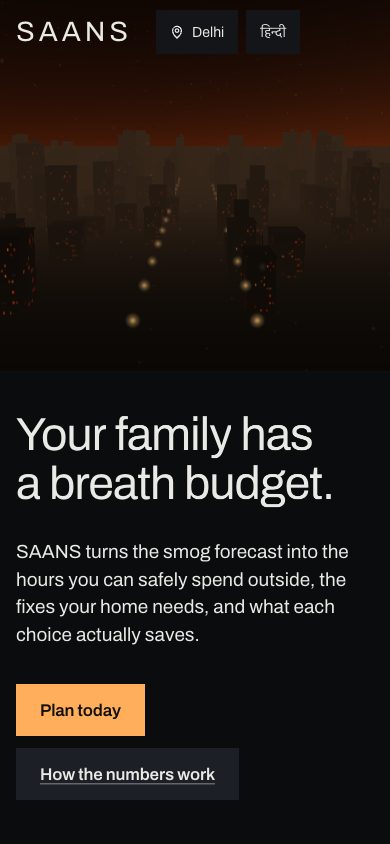 SAANS
Delhi
हिन्दी
Your family has
a breath budget.
SAANS turns the smog forecast into the
hours you can safely spend outside, the
fixes your home needs, and what each
choice actually saves.
Plan today
How the numbers work